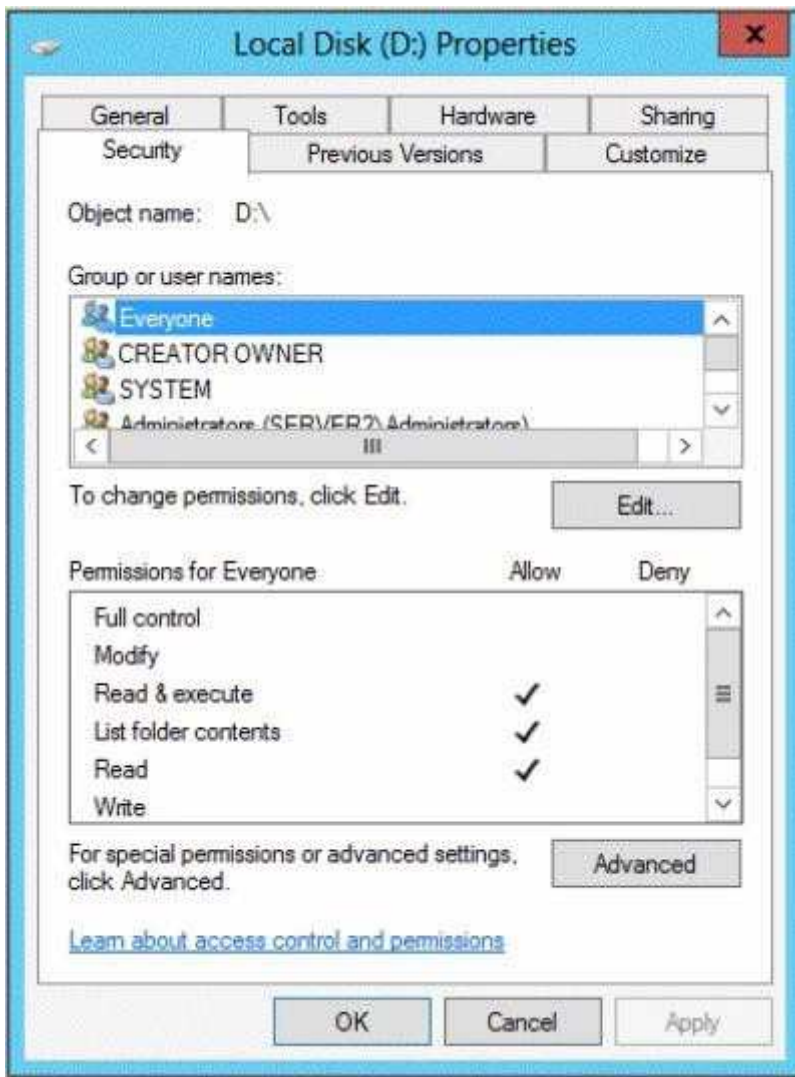 Local Disk (D:) Properties
x
General Tools Hardware Sharing
Security Previous Versions Customize
Object name: D:\
Group or user names:
Everyone
CREATOR OWNER
SYSTEM
Administrators (SERVER2\Administrators)
To change permissions, click Edit.
Edit...
Permissions for Everyone Allow Deny
Full control
Modify
Read & execute
List folder contents
Read
Write
For special permissions or advanced settings,
click Advanced.
Advanced
Learn about access control and permissions
OK Cancel Apply